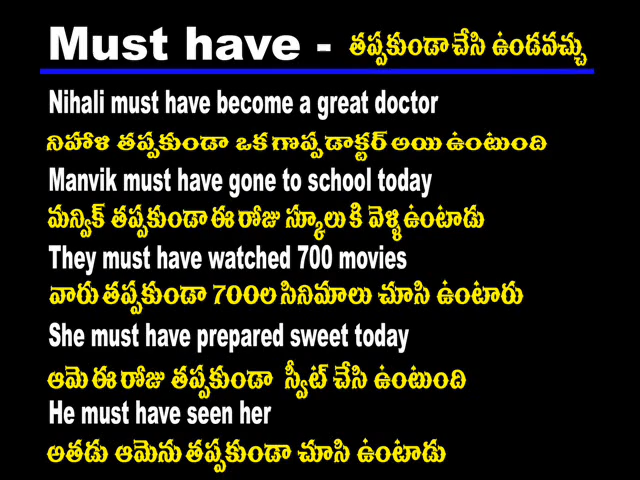 Must have - తప్పకుండా చేసి ఉండవచ్చు
Nihali must have become a great doctor
నిహాళి తప్పకుండా ఒక గొప్ప డాక్టర్ అయి ఉంటుంది
Manvik must have gone to school today
మన్విక్ తప్పకుండా ఈ రోజు స్కూలు కి వెళ్ళి ఉంటాడు
They must have watched 700 movies
వారు తప్పకుండా 700ల సినిమాలు చూసి ఉంటారు
She must have prepared sweet today
ఆమె ఈ రోజు తప్పకుండా స్వీట్ చేసి ఉంటుంది
He must have seen her
అతడు ఆమెను తప్పకుండా చూసి ఉంటాడు